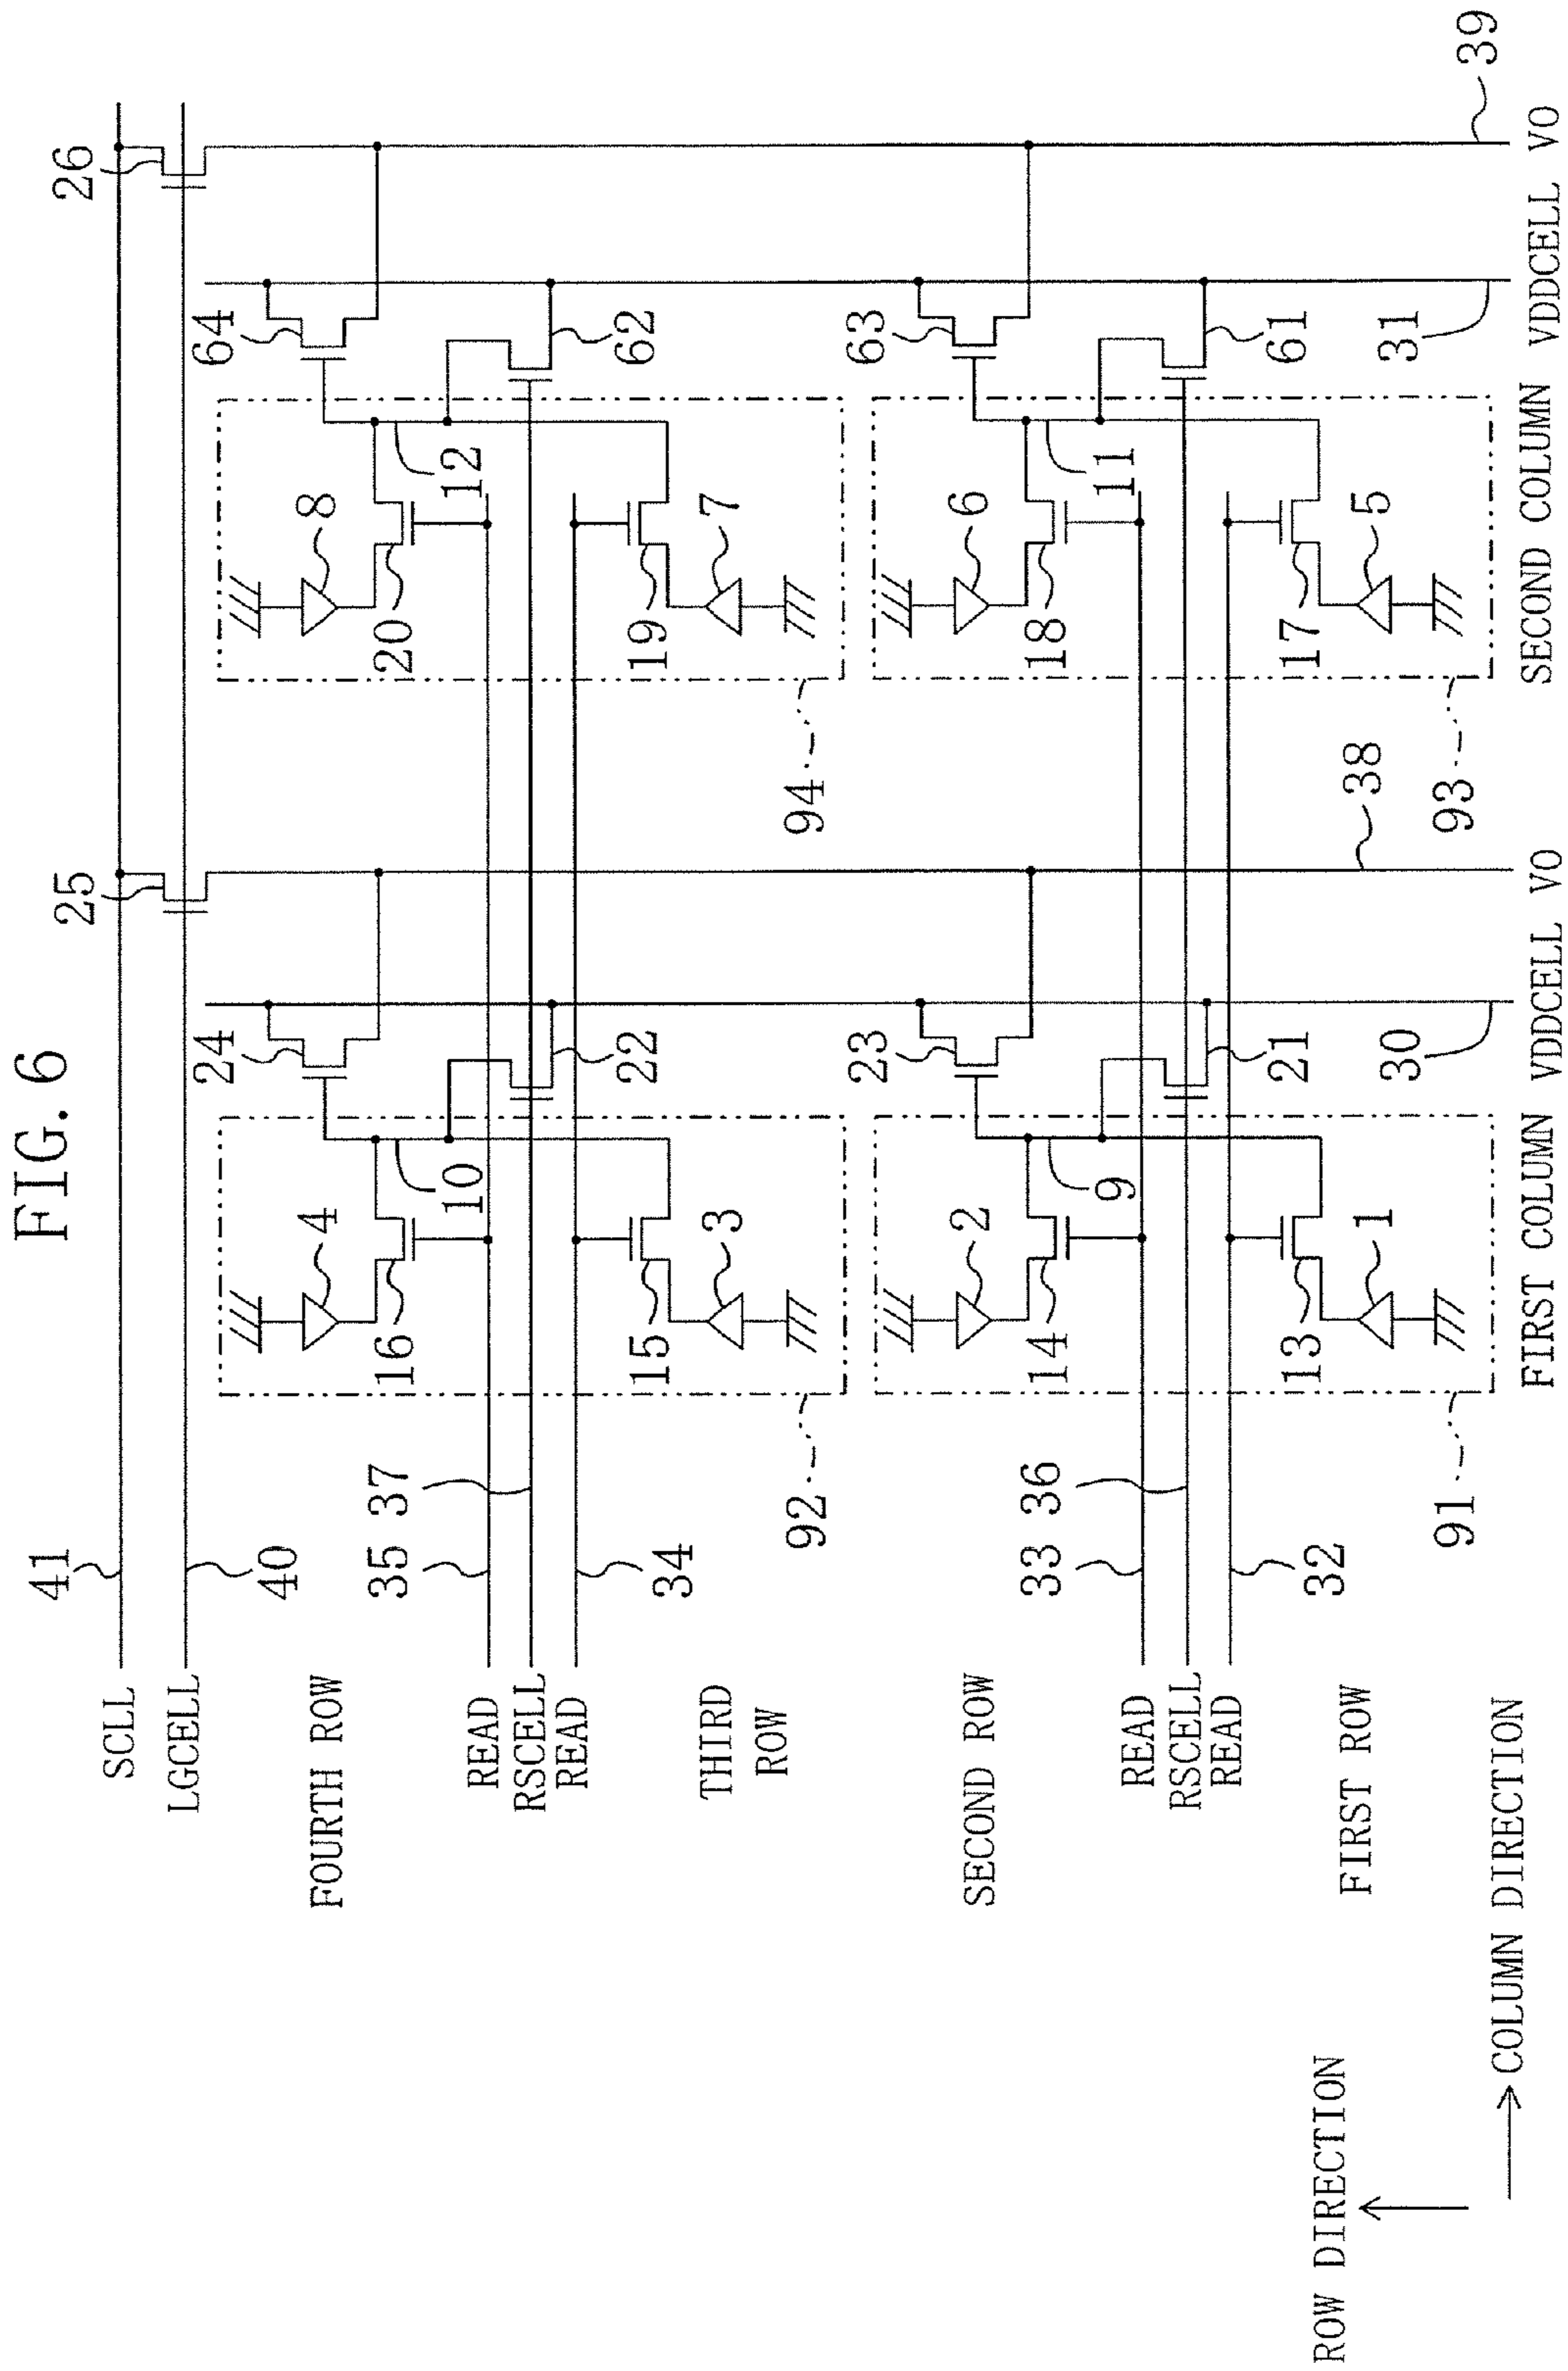 FIG. 6
41
25
26
SCLL
LGCELL
40
24
64
4
8
FOURTH ROW
16
20
35
37
10
12
READ
RSCELL
READ
22
62
34
15
19
3
7
THIRD
ROW
92
94
23
63
2
6
SECOND ROW
33
36
14
18
9
11
READ
RSCELL
READ
21
61
32
13
17
1
5
FIRST ROW
30
38
31
91
93
39
ROW DIRECTION
COLUMN DIRECTION
FIRST COLUMN VDDCELL VO
SECOND COLUMN VDDCELL VO